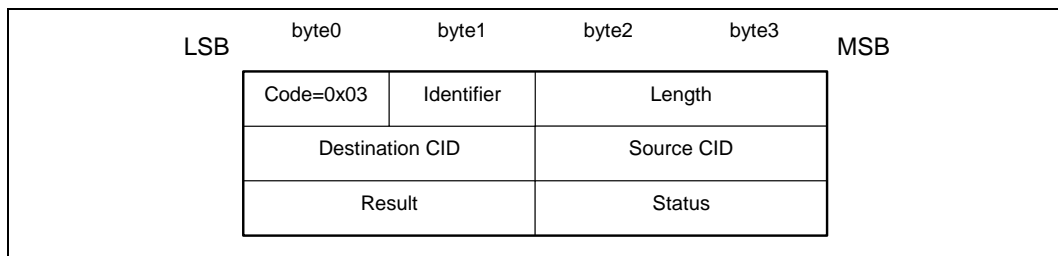 LSB byte0 byte1 byte2 byte3 MSB
Code=0x03 Identifier Length
Destination CID Source CID
Result Status